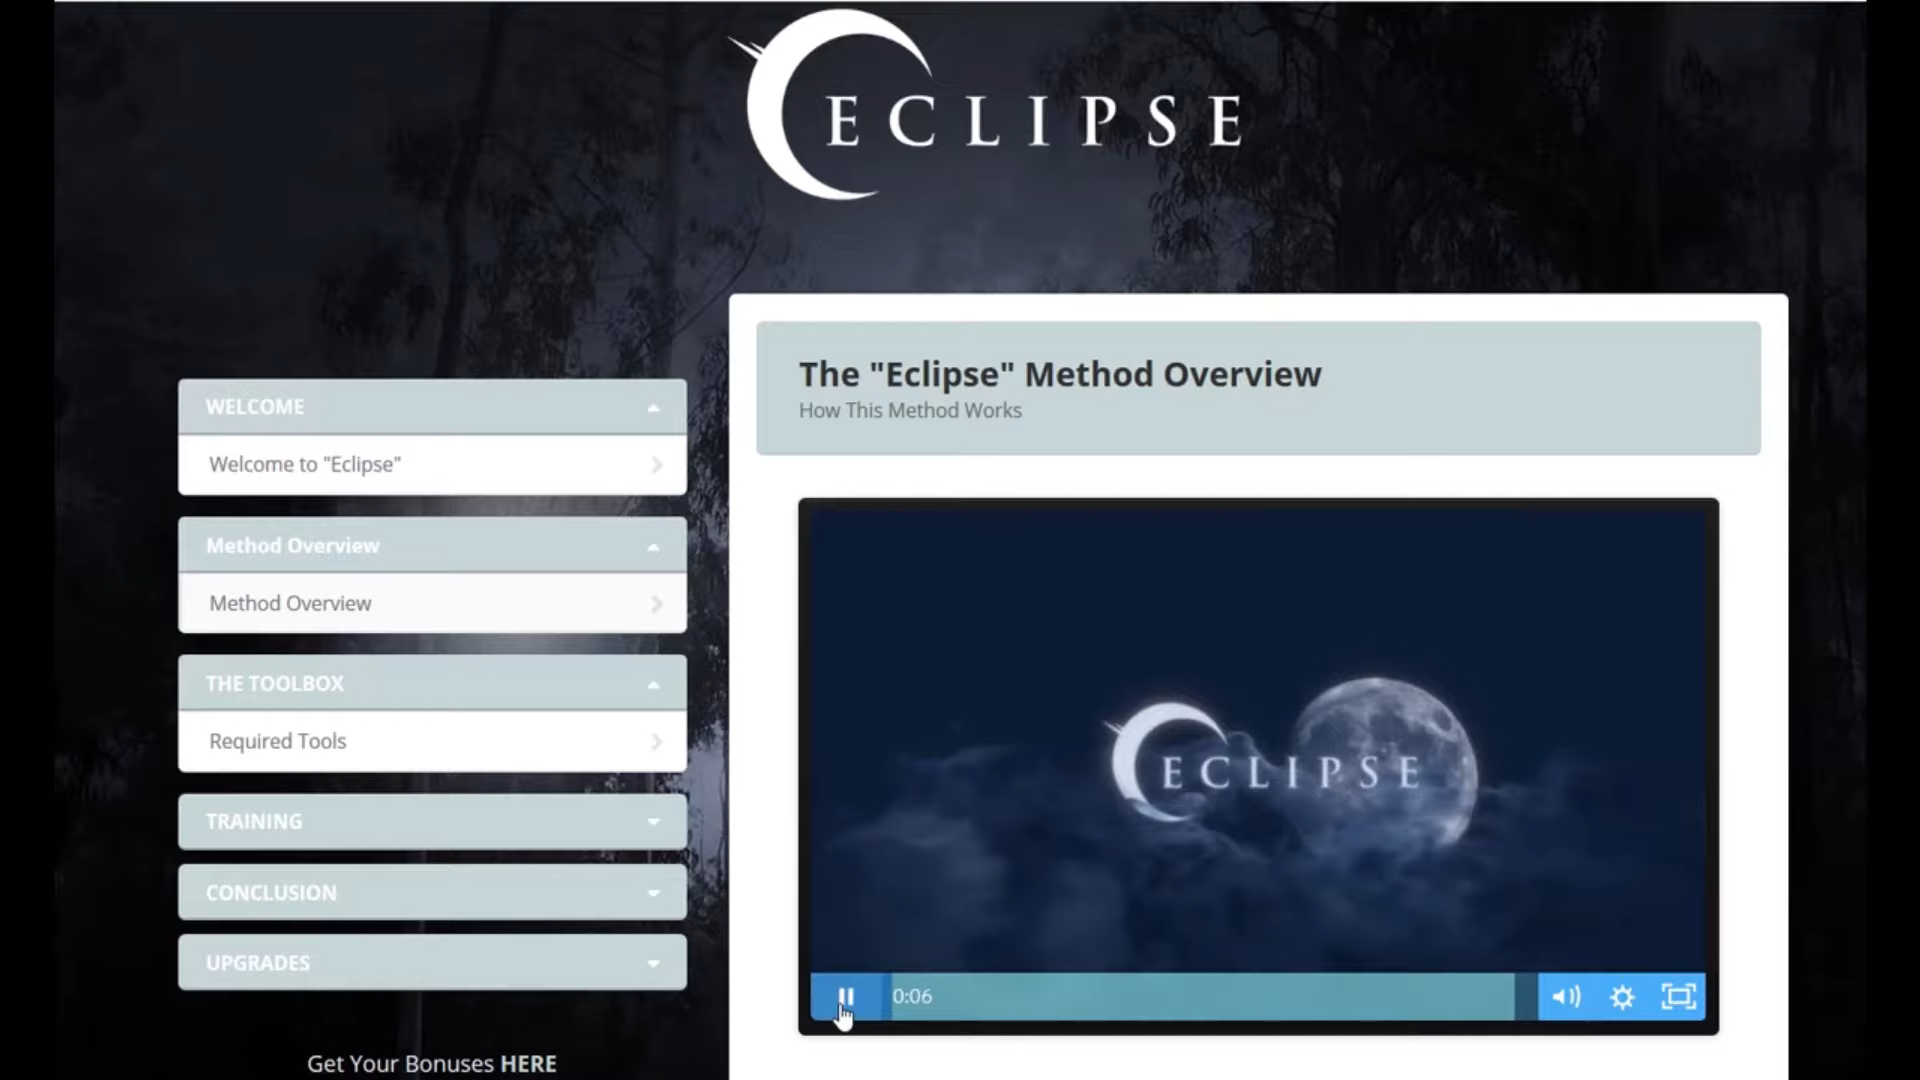 ECLIPSE
The "Eclipse" Method Overview
How This Method Works
WELCOME
Welcome to "Eclipse"
Method Overview
Method Overview
THE TOOLBOX
Required Tools
TRAINING
CONCLUSION
UPGRADES
Get Your Bonuses HERE
ECLIPSE
0:06